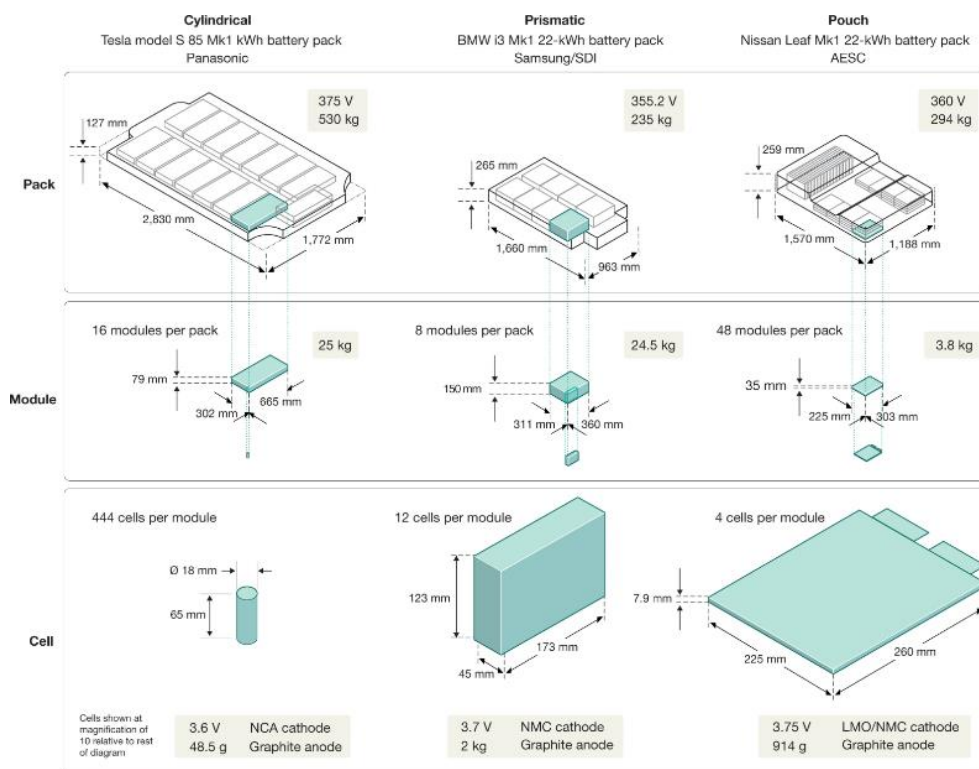 Cylindrical
Tesla model S 85 Mk1 kWh battery pack
Panasonic
Prismatic
BMW i3 Mk1 22-kWh battery pack
Samsung/SDI
Pouch
Nissan Leaf Mk1 22-kWh battery pack
AESC
Pack
375 V
530 kg
127 mm
2,830 mm
1,772 mm
355.2 V
235 kg
265 mm
1,660 mm
963 mm
360 V
294 kg
259 mm
1,570 mm
1,188 mm
Module
16 modules per pack
25 kg
79 mm
302 mm
665 mm
8 modules per pack
24.5 kg
150 mm
311 mm
360 mm
48 modules per pack
3.8 kg
35 mm
225 mm
303 mm
Cell
444 cells per module
Ø 18 mm
65 mm
12 cells per module
123 mm
45 mm
173 mm
4 cells per module
7.9 mm
225 mm
260 mm
Cells shown at
magnification of
10 relative to rest
of diagram
3.6 V NCA cathode
48.5 g Graphite anode
3.7 V NMC cathode
2 kg Graphite anode
3.75 V LMO/NMC cathode
914 g Graphite anode